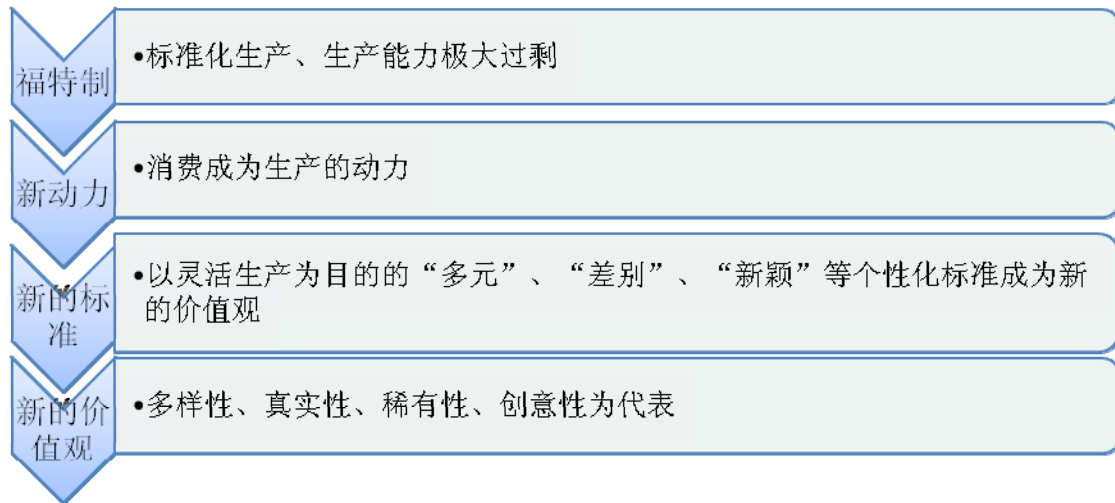 福特制
•标准化生产、生产能力极大过剩
新动力
•消费成为生产的动力
新的标
准
•以灵活生产为目的的“多元”、“差别”、“新颖”等个性化标准成为新
的价值观
新的价
值观
•多样性、真实性、稀有性、创意性为代表